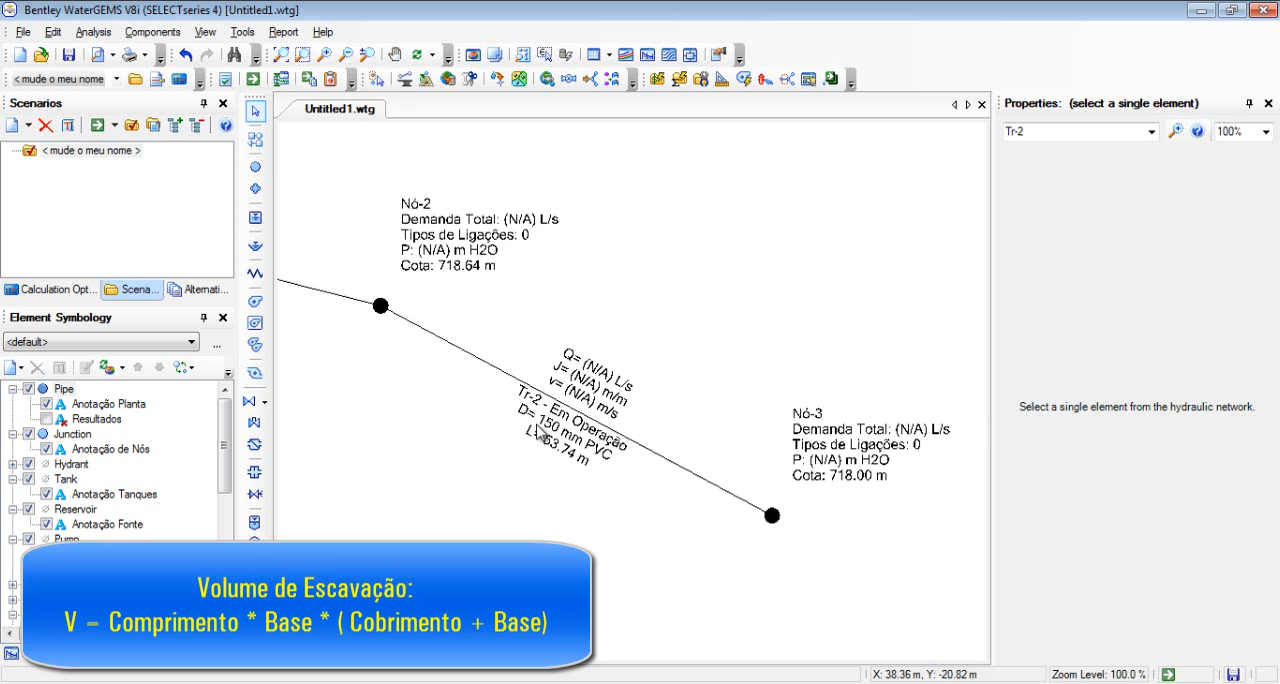 Bentley WaterGEMS V8i (SELECTseries 4) [Untitled1.wtg]
File Edit Analysis Components View Tools Report Help
< mude o meu nome
Scenarios
Untitled1.wtg
Properties: (select a single element)
Tr-2
100%
< mude o meu nome >
Nó-2
Demanda Total: (N/A) L/s
Tipos de Ligações: 0
P: (N/A) m H2O
Cota: 718.64 m
Calculation Opt... Scena... Alternati...
Element Symbology
<default>
...
Pipe
Anotação Planta
Resultados
Junction
Anotação de Nós
Hydrant
Tank
Anotação Tanques
Reservoir
Anotação Fonte
Pump
Q= (N/A) L/s
J= (N/A) m/m
v= (N/A) m/s
Tr-2 - Em Operação
D= 150 mm PVC
53.74 m
Nó-3
Demanda Total: (N/A) L/s
Tipos de Ligações: 0
P: (N/A) m H2O
Cota: 718.00 m
Select a single element from the hydraulic network.
Volume de Escavação:
V = Comprimento * Base * ( Cobrimento + Base)
X: 38.36 m, Y: -20.82 m
Zoom Level: 100.0 %